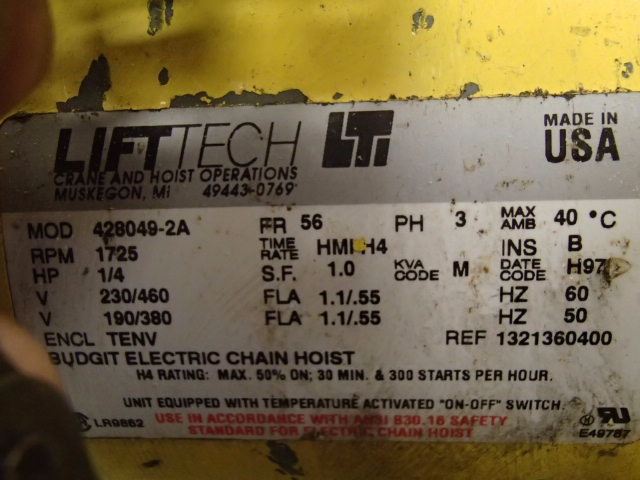 LIFTTECH LTI MADE IN USA
CRANE AND HOIST OPERATIONS
MUSKEGON, MI 49443-0769
MOD 428049-2A FR 56 PH 3 MAX AMB 40 °C
RPM 1725 TIME RATE HMI H4 INS B
HP 1/4 S.F. 1.0 KVA CODE M DATE CODE H97
V 230/460 FLA 1.1/.55 HZ 60
V 190/380 FLA 1.1/.55 HZ 50
ENCL TENV REF 1321360400
BUDGIT ELECTRIC CHAIN HOIST
H4 RATING: MAX. 50% ON; 30 MIN. & 300 STARTS PER HOUR.
UNIT EQUIPPED WITH TEMPERATURE ACTIVATED "ON-OFF" SWITCH.
LR9862 USE IN ACCORDANCE WITH ANSI B30.16 SAFETY
STANDARD FOR ELECTRIC CHAIN HOIST E49787